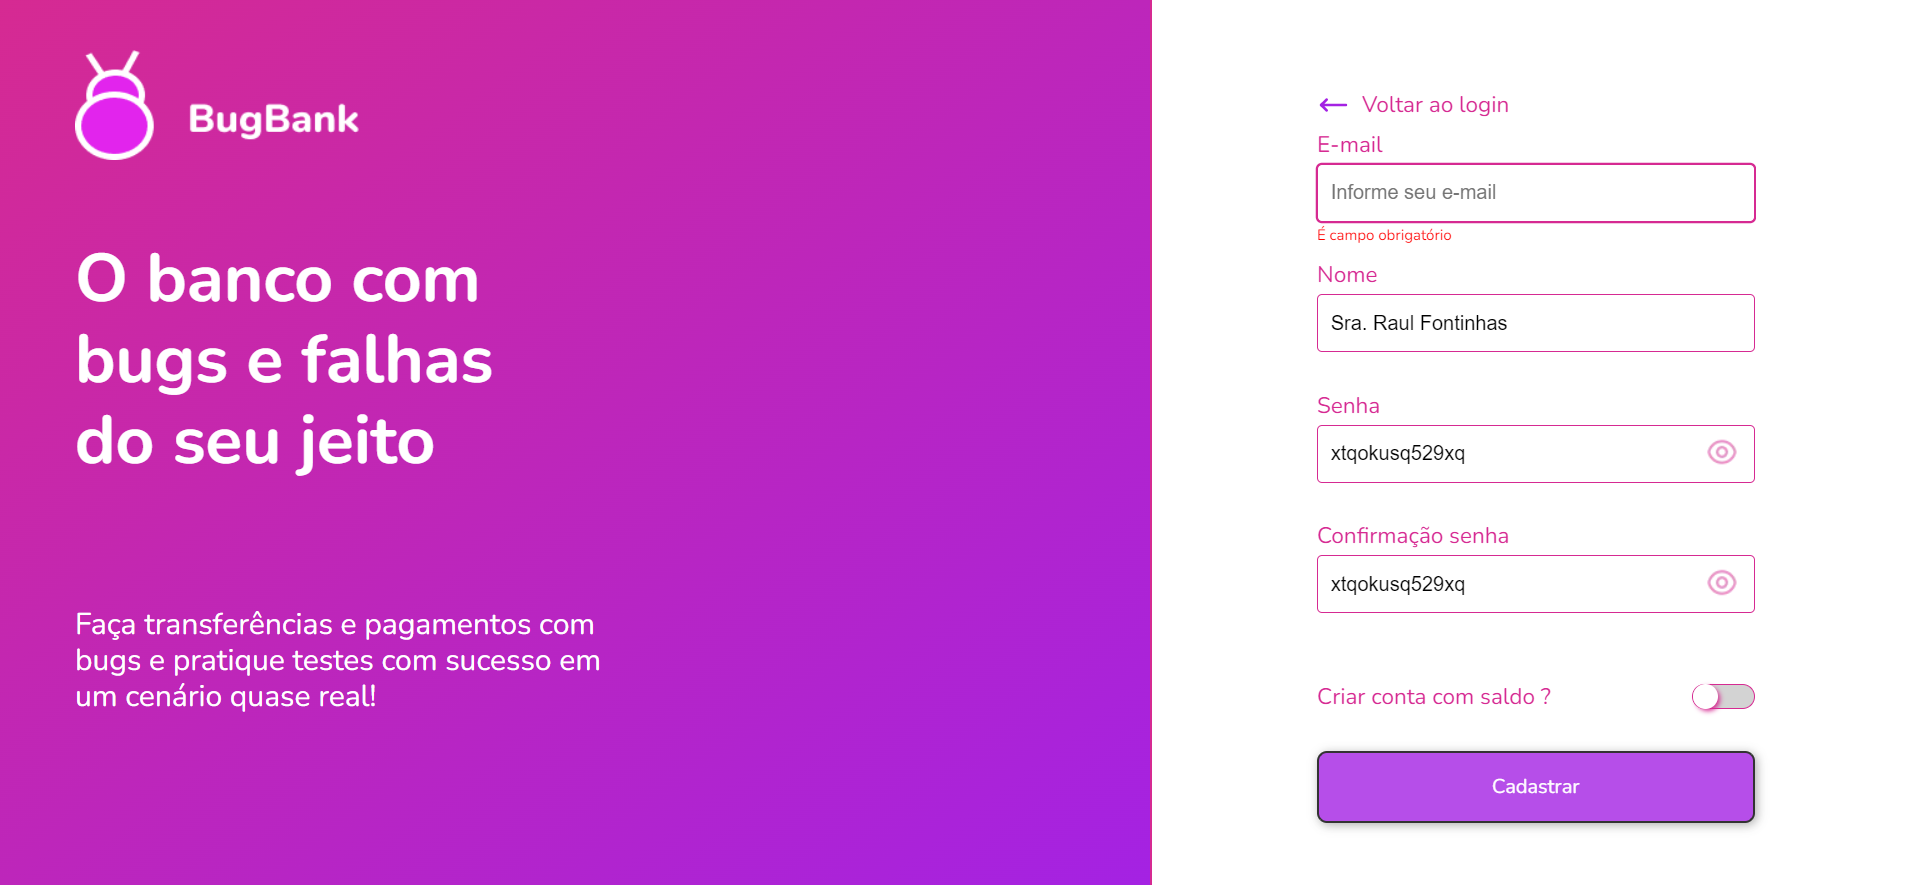 BugBank
O banco com
bugs e falhas
do seu jeito
Faça transferências e pagamentos com
bugs e pratique testes com sucesso em
um cenário quase real!
Voltar ao login
E-mail
Informe seu e-mail
É campo obrigatório
Nome
Sra. Raul Fontinhas
Senha
xtqokusq529xq
Confirmação senha
xtqokusq529xq
Criar conta com saldo ?
Cadastrar